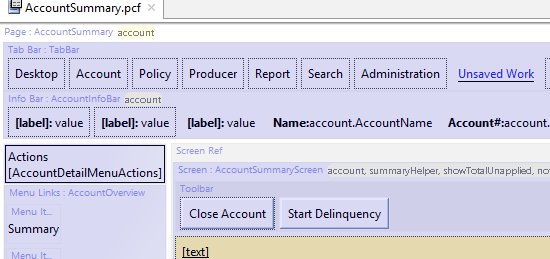 AccountSummary.pcf
Page : AccountSummary account
Tab Bar : TabBar
Desktop Account Policy Producer Report Search Administration Unsaved Work
Info Bar : AccountInfoBar account
[label]: value [label]: value [label]: value Name:account.AccountName Account#:account.
Actions
[AccountDetailMenuActions]
Screen Ref
Screen : AccountSummaryScreen account, summaryHelper, showTotalUnapplied, no
Toolbar
Menu Links : AccountOverview
Close Account Start Delinquency
Menu It...
Summary
[text]
Menu It...